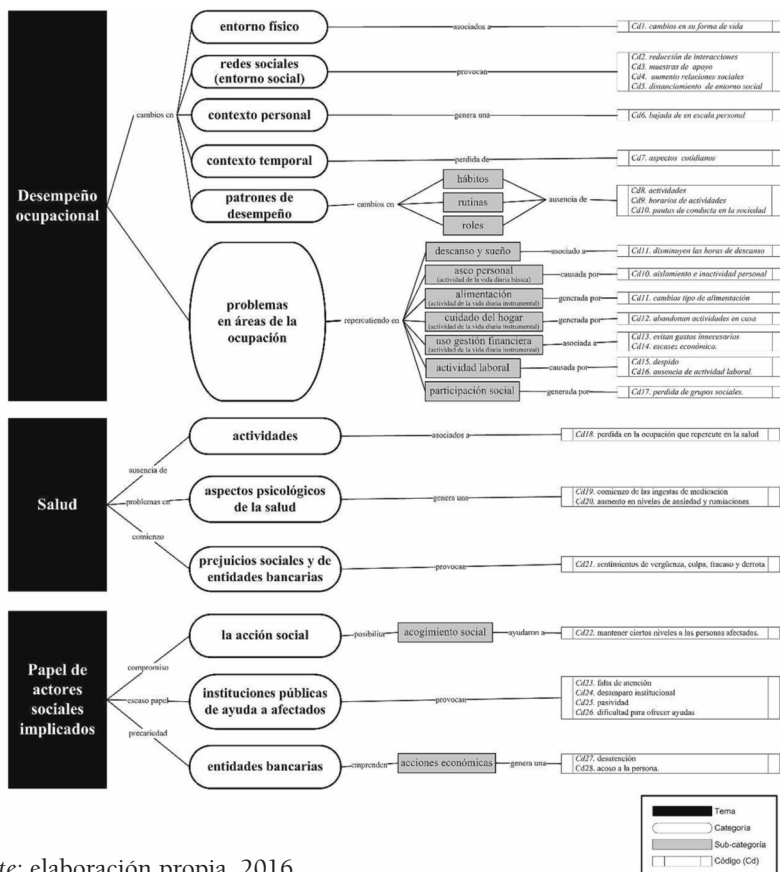 entorno físico
asociados a
Cd1. cambios en su forma de vida
redes sociales
(entorno social)
provocan
Cd2. reducción de interacciones
Cd3. muestras de apoyo
Cd4. aumento relaciones sociales
Cd5. distanciamiento de entorno social
cambios en
contexto personal
genera una
Cd6. bajada de en escala personal
contexto temporal
perdida de
Cd7. aspectos cotidianos
Desempeño
ocupacional
patrones de
desempeño
cambios en
hábitos
rutinas
roles
ausencia de
Cd8. actividades
Cd9. horarios de actividades
Cd10. pautas de conducta en la sociedad
problemas
en áreas de la
ocupación
repercutiendo en
descanso y sueño
asociado a
Cd11. disminuyen las horas de descanso
aseo personal
(actividad de la vida diaria básica)
causada por
Cd10. aislamiento e inactividad personal
alimentación
(actividad de la vida diaria instrumental)
generada por
Cd11. cambios tipo de alimentación
cuidado del hogar
(actividad de la vida diaria instrumental)
generada por
Cd12. abandonan actividades en casa
uso gestión financiera
(actividad de la vida diaria instrumental)
asociada a
Cd13. evitan gastos innecesarios
Cd14. escasez económica.
actividad laboral
causada por
Cd15. despido
Cd16. ausencia de actividad laboral.
participación social
generada por
Cd17. perdida de grupos sociales.
Salud
ausencia de
actividades
asociados a
Cd18. perdida en la ocupación que repercute en la salud
problemas en
aspectos psicológicos
de la salud
genera una
Cd19. comienzo de las ingestas de medicación
Cd20. aumento en niveles de ansiedad y rumiaciones
comienzo
prejuicios sociales y de
entidades bancarias
provocan
Cd21. sentimientos de vergüenza, culpa, fracaso y derrota
Papel de
actores
sociales
implicados
compromiso
la acción social
posibilita
acogimiento social
ayudaron a
Cd22. mantener ciertos niveles a las personas afectadas.
escaso papel
instituciones públicas
de ayuda a afectados
provocan
Cd23. falta de atención
Cd24. desamparo institucional
Cd25. pasividad
Cd26. dificultad para ofrecer ayudas
precariedad
entidades bancarias
emprenden
acciones económicas
genera una
Cd27. desatención
Cd28. acoso a la persona.
Tema
Categoria
Sub-categoría
Código (Cd)
te: elaboración propia, 2016